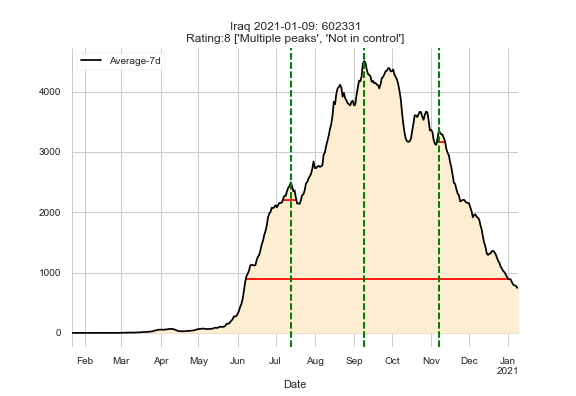 Iraq 2021-01-09: 602331
Rating:8 ['Multiple peaks', 'Not in control']
Average-7d
4000
3000
2000
1000
0
Feb Mar Apr May Jun Jul Aug Sep Oct Nov Dec Jan
2021
Date